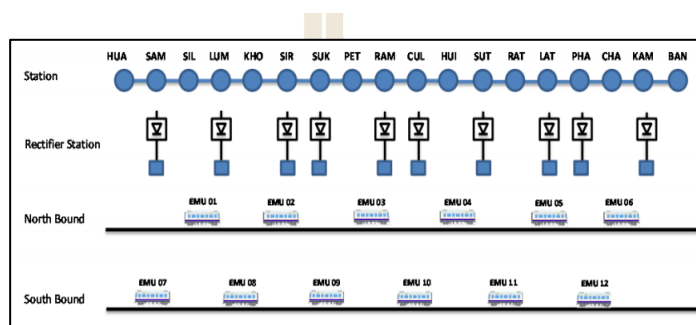 HUA SAM SIL LUM KHO SIR SUK PET RAM CUL HUI SUT RAT LAT PHA CHA KAM BAN
Station
Rectifier Station
EMU 01 EMU 02 EMU 03 EMU 04 EMU 05 EMU 06
North Bound
EMU 07 EMU 08 EMU 09 EMU 10 EMU 11 EMU 12
South Bound